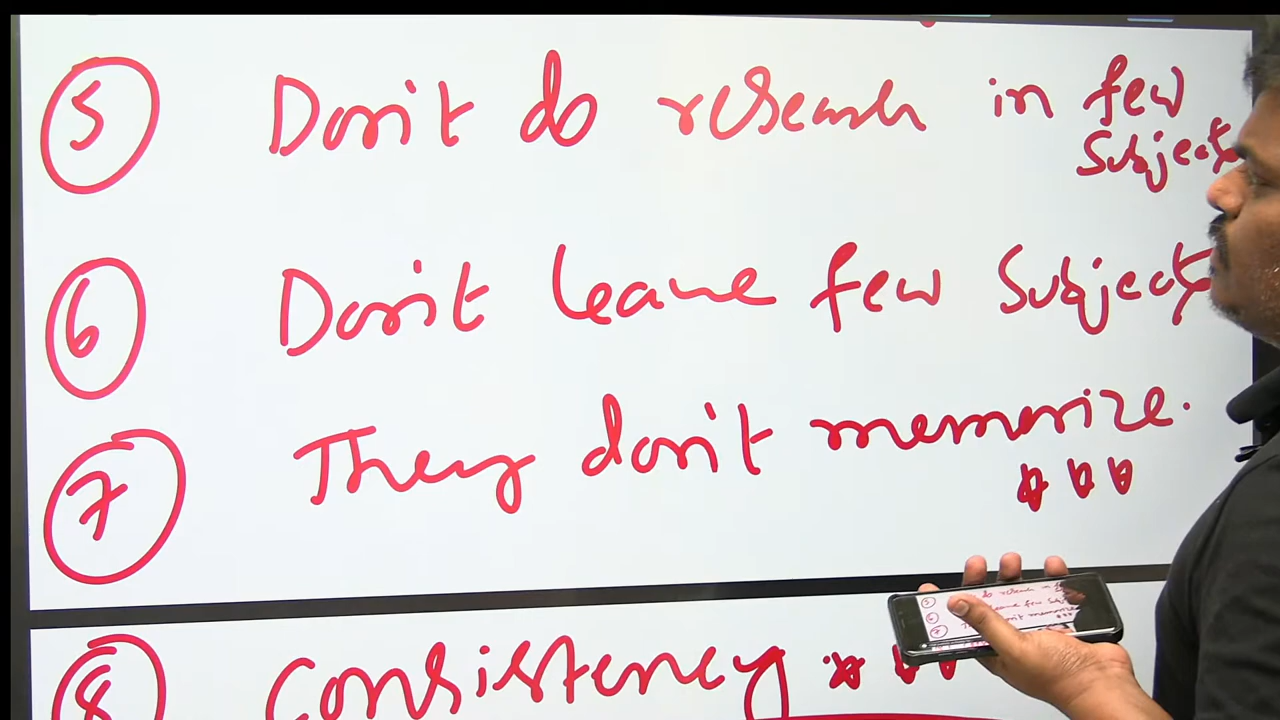 5 Don't do research in few
Subjects
6 Don't leave few Subjects
7 They don't memorize.
8 Consistency